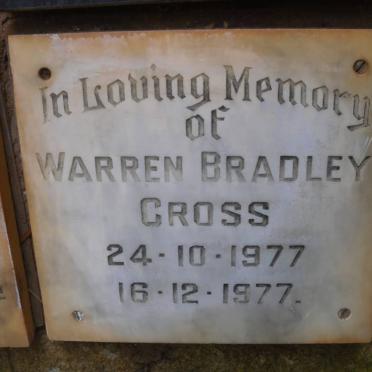 In Loving Memory
of
WARREN BRADLEY
CROSS
24-10-1977
16-12-1977.